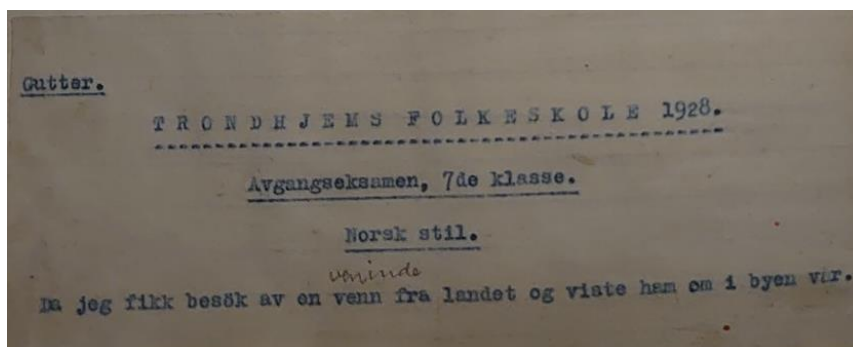 Gutter.
TRONDHJEMS FOLKESKOLE 1928.
Avgangseksamen, 7de klasse.
Norsk stil.
veninde
Da jeg fikk besök av en venn fra landet og viste ham om i byen vår.